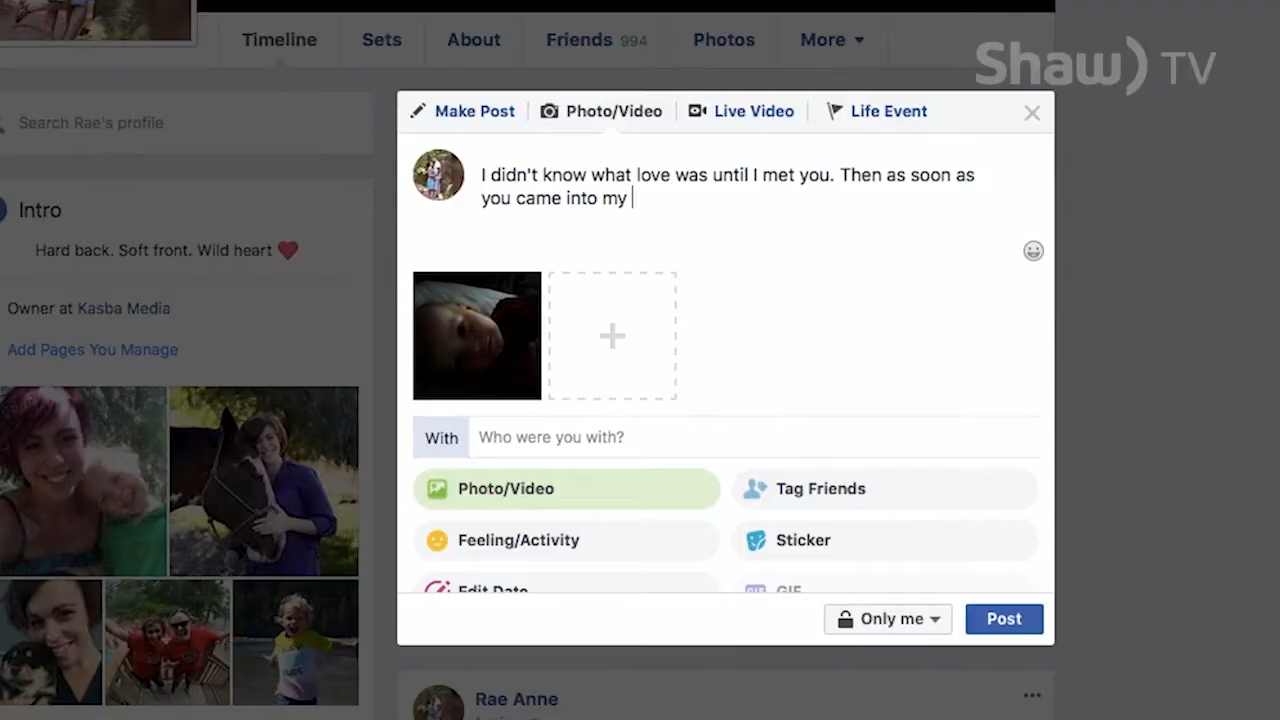 Timeline
Sets
About
Friends 994
Photos
More
Shaw) TV
Search Rae's profile
Make Post
Photo/Video
Live Video
Life Event
I didn't know what love was until I met you. Then as soon as
you came into my
Intro
Hard back. Soft front. Wild heart
Owner at Kasba Media
Add Pages You Manage
With
Who were you with?
Photo/Video
Tag Friends
Feeling/Activity
Sticker
Edit Date
GIF
Only me
Post
Rae Anne